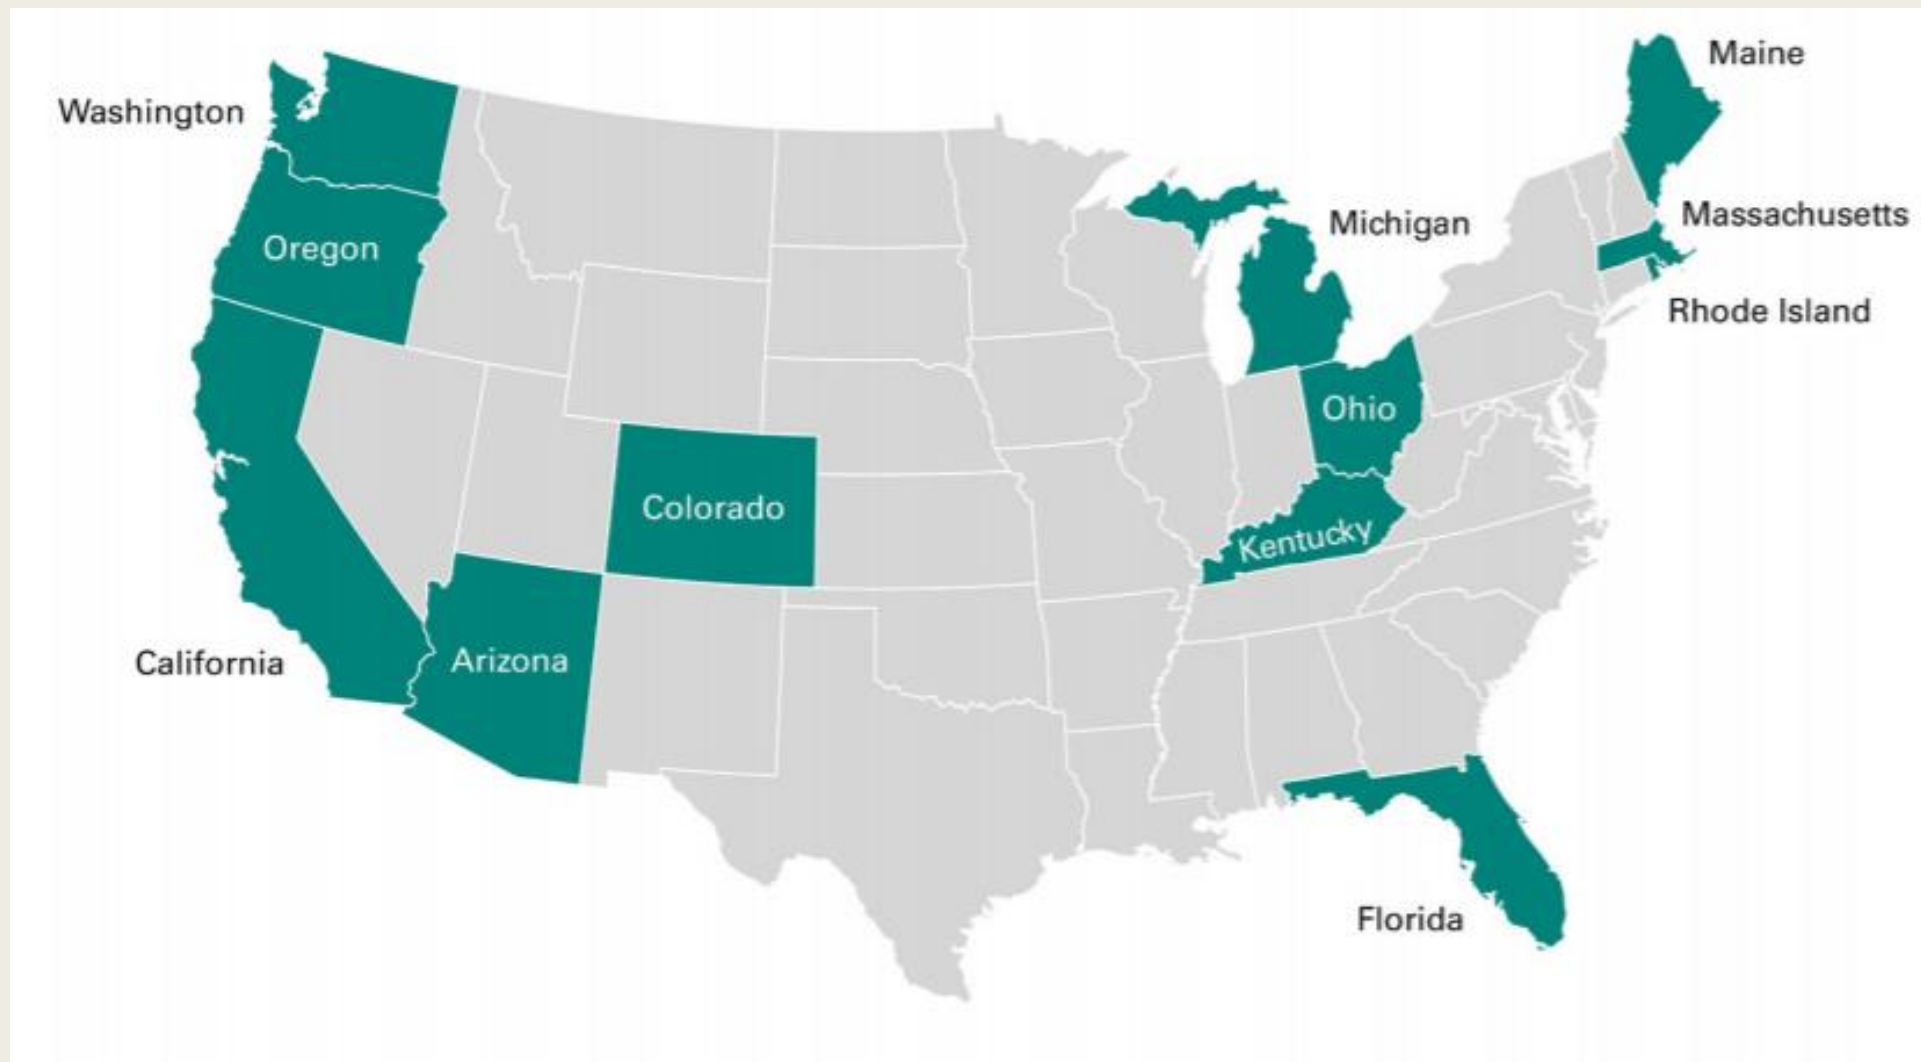 Maine
Washington
Massachusetts
Michigan
Oregon
Rhode Island
Ohio
Colorado
Kentucky
California
Arizona
Florida